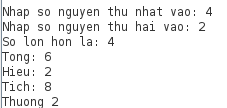 Nhap so nguyen thu nhat vao: 4
Nhap so nguyen thu hai vao: 2
So lon hon la: 4
Tong: 6
Hieu: 2
Tich: 8
Thuong 2